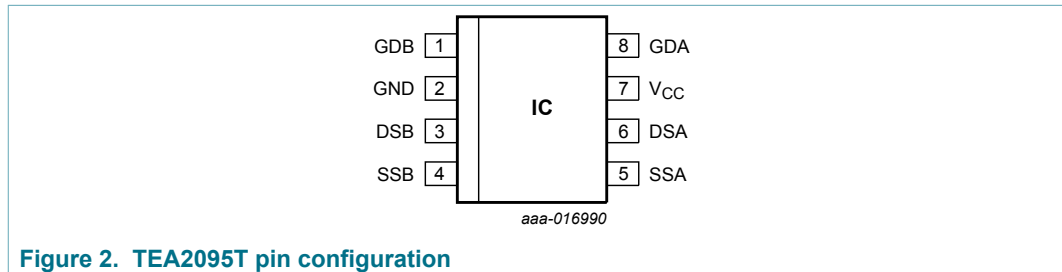 GDB 1 8 GDA
GND 2 7 VCC
IC
DSB 3 6 DSA
SSB 4 5 SSA
aaa-016990
Figure 2. TEA2095T pin configuration